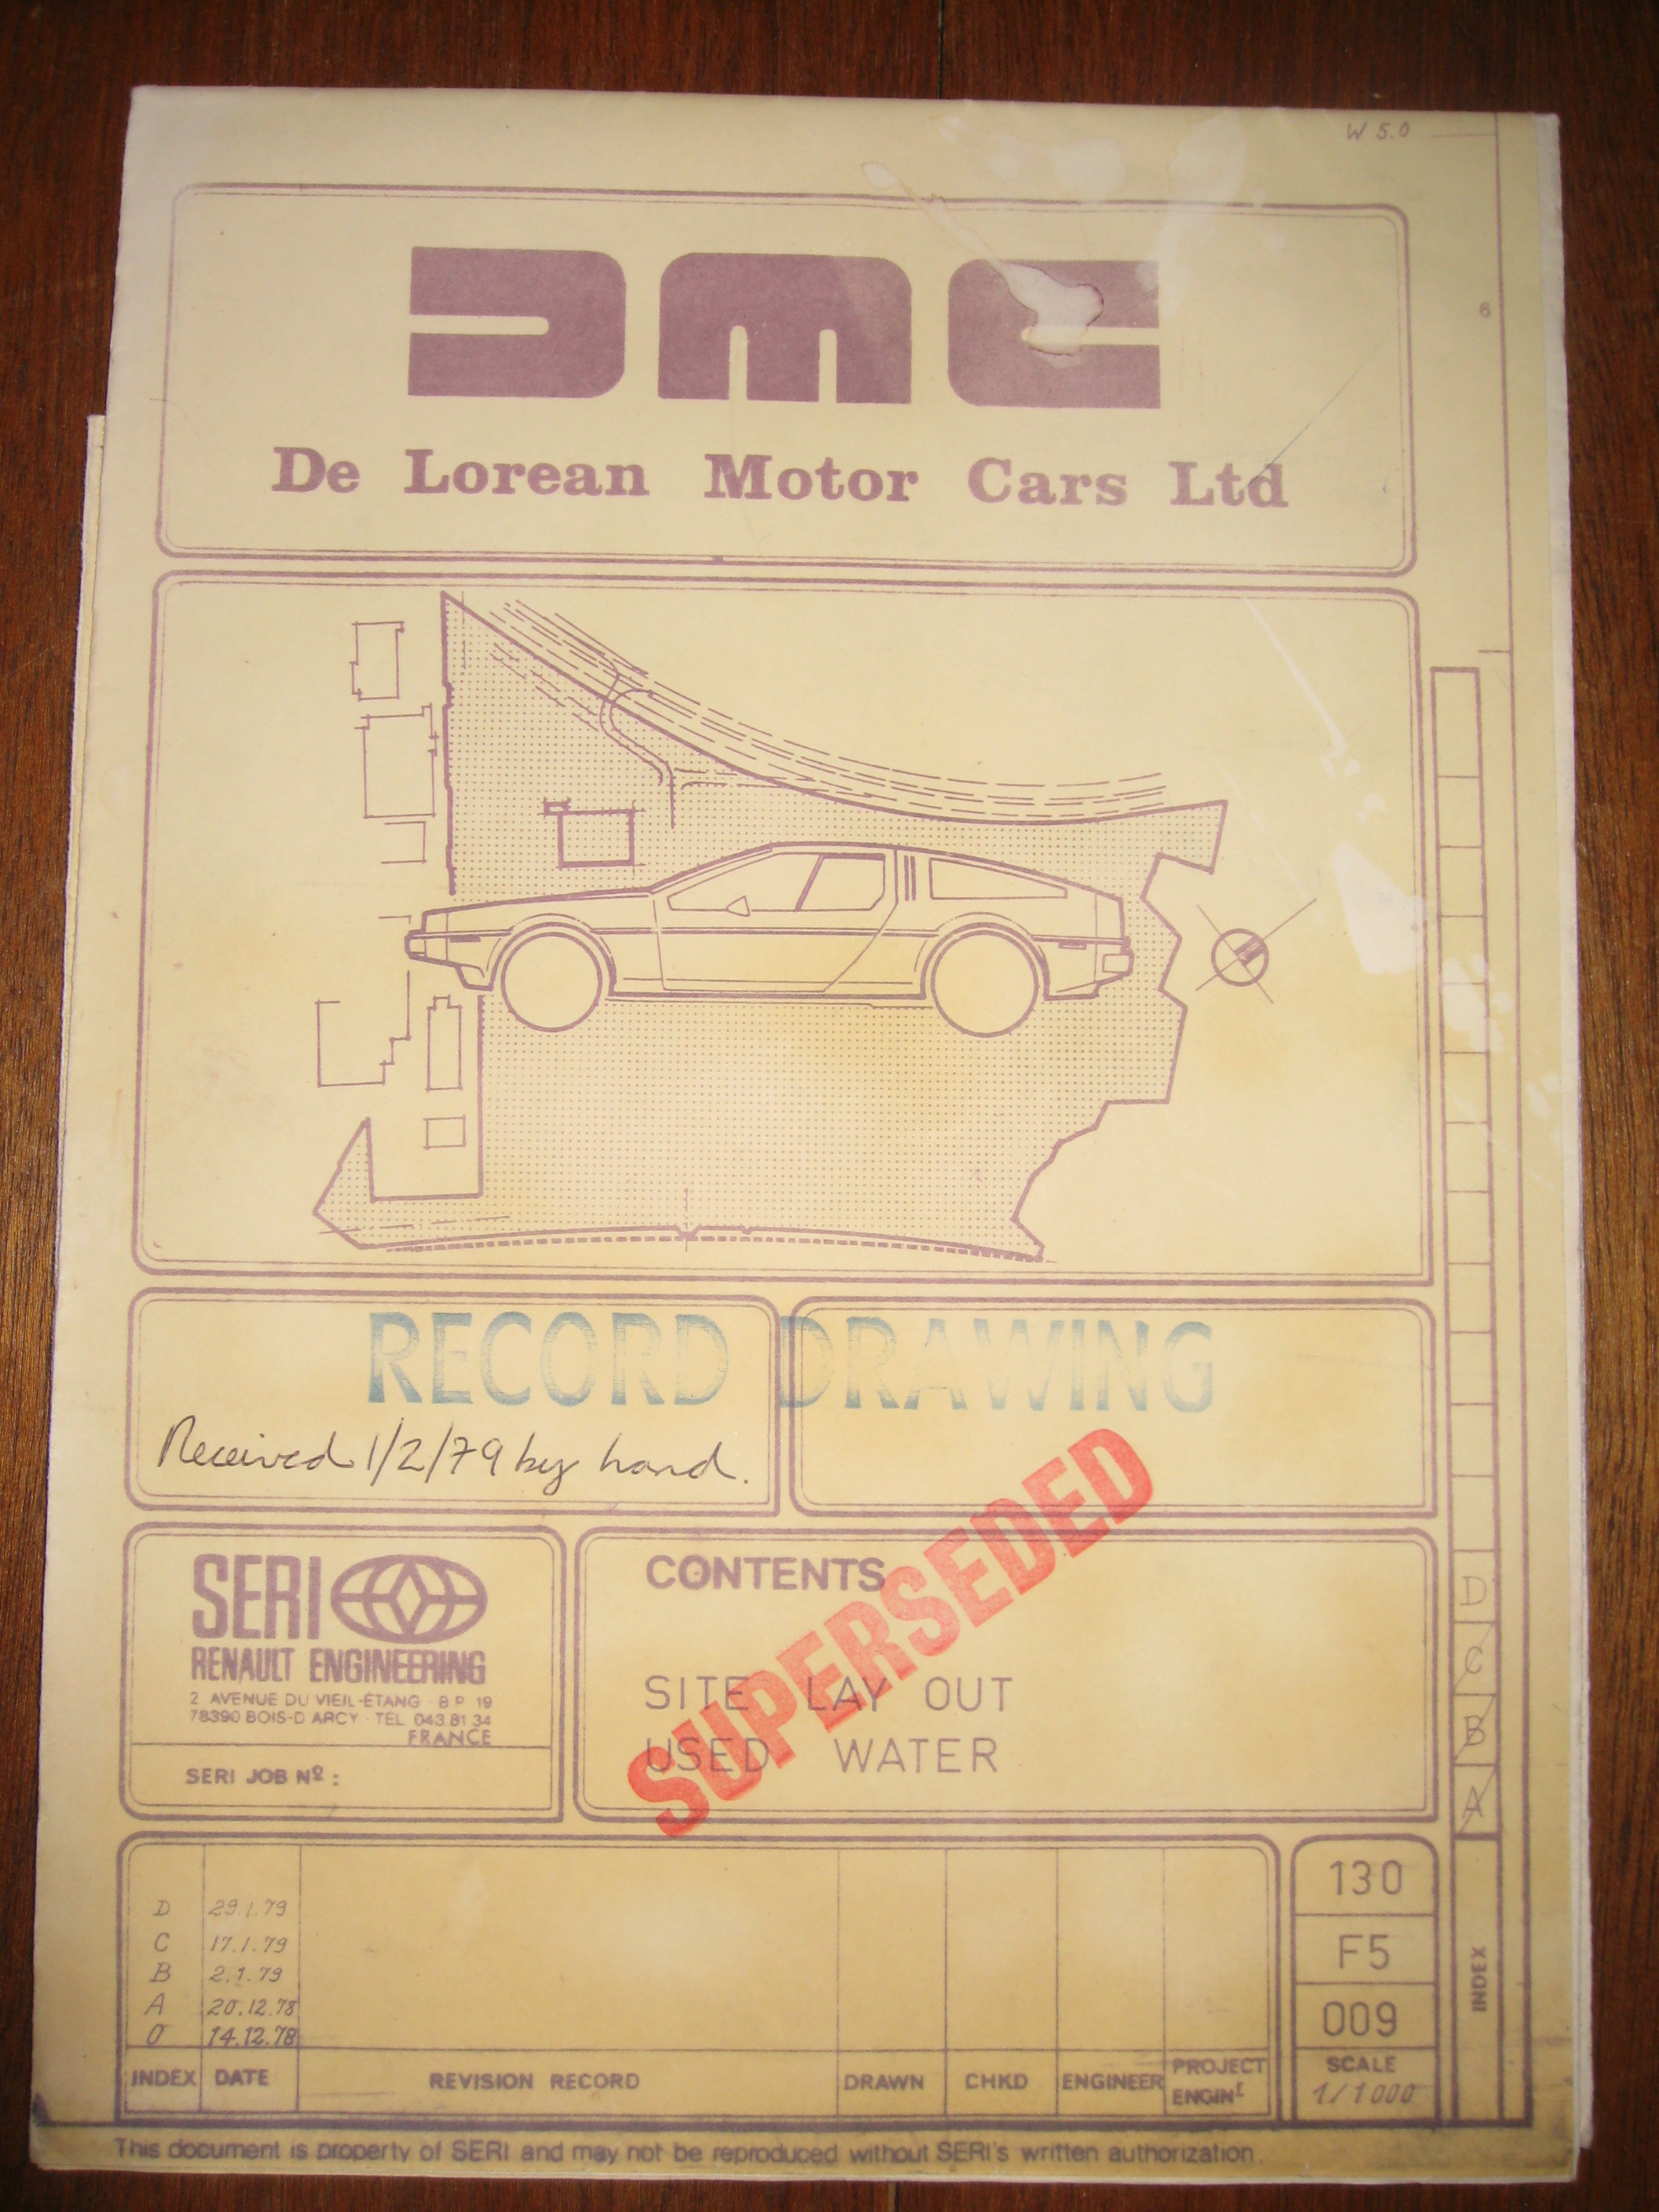 W 5.0
DMC
6
De Lorean Motor Cars Ltd
RECORD DRAWING
Received 1/2/79 by hand.
SERI
RENAULT ENGINEERING
2 AVENUE DU VIEIL-ÉTANG · B P 19
78390 BOIS-D ARCY · TEL 043.81 34
FRANCE
SERI JOB Nº :
CONTENTS
SITE LAY OUT
USED WATER
SUPERSEDED
D
C
B
A
INDEX
D 29.1.79
C 17.1.79
B 2.1.79
A 20.12.78
0 14.12.78
INDEX DATE REVISION RECORD DRAWN CHKD ENGINEER PROJECT ENGINr
130
F5
009
SCALE
1/1000
This document is property of SERI and may not be reproduced without SERI's written authorization.